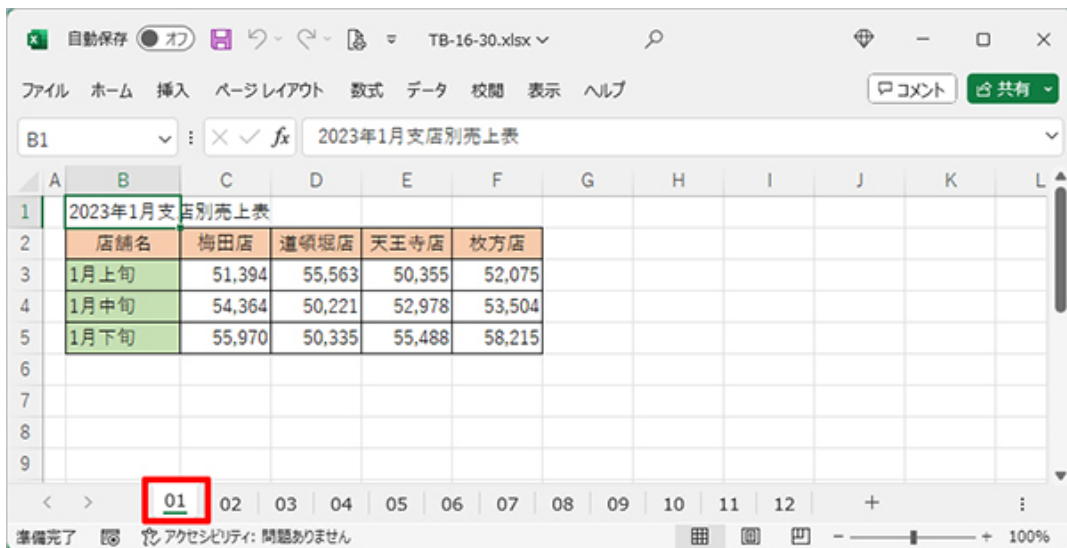 自動保存 オフ TB-16-30.xlsx
ファイル ホーム 挿入 ページ レイアウト 数式 データ 校閲 表示 ヘルプ コメント 共有
B1 fx 2023年1月支店別売上表
A B C D E F G H I J K L
1 2023年1月支店別売上表
2 店舗名 梅田店 道頓堀店 天王寺店 枚方店
3 1月上旬 51,394 55,563 50,355 52,075
4 1月中旬 54,364 50,221 52,978 53,504
5 1月下旬 55,970 50,335 55,488 58,215
6
7
8
9
01 02 03 04 05 06 07 08 09 10 11 12
準備完了 アクセシビリティ: 問題ありません 100%